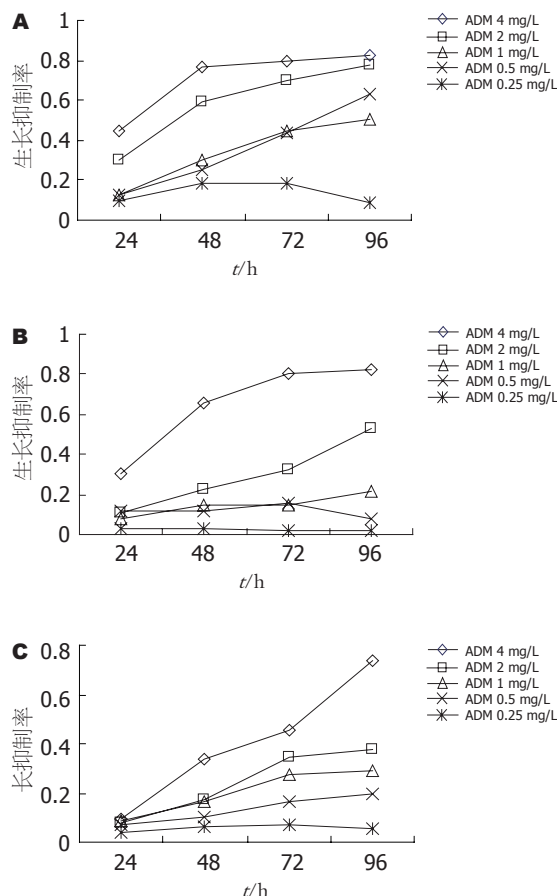 A
1
0.8
0.6
0.4
0.2
0
生长抑制率
24 48 72 96
t/h
ADM 4 mg/L
ADM 2 mg/L
ADM 1 mg/L
ADM 0.5 mg/L
ADM 0.25 mg/L
B
1
0.8
0.6
0.4
0.2
0
生长抑制率
24 48 72 96
t/h
ADM 4 mg/L
ADM 2 mg/L
ADM 1 mg/L
ADM 0.5 mg/L
ADM 0.25 mg/L
C
0.8
0.6
0.4
0.2
0
长抑制率
24 48 72 96
t/h
ADM 4 mg/L
ADM 2 mg/L
ADM 1 mg/L
ADM 0.5 mg/L
ADM 0.25 mg/L